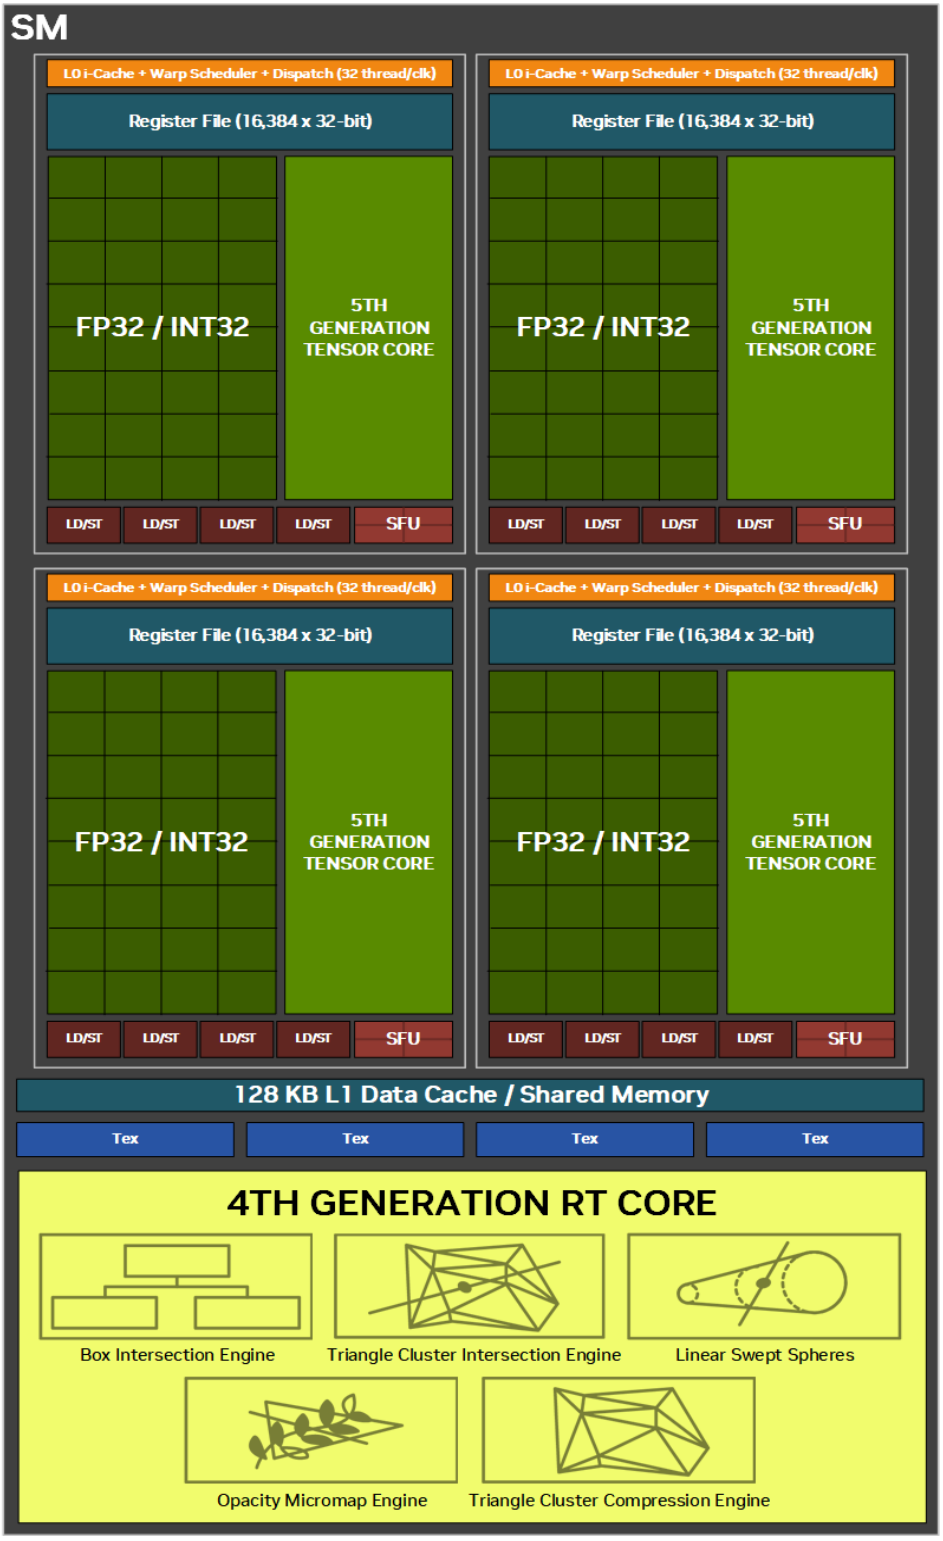 SM
L0 i-Cache + Warp Scheduler + Dispatch (32 thread/clk)
Register File (16,384 x 32-bit)
FP32 / INT32
5TH
GENERATION
TENSOR CORE
LD/ST
LD/ST
LD/ST
LD/ST
SFU
L0 i-Cache + Warp Scheduler + Dispatch (32 thread/clk)
Register File (16,384 x 32-bit)
FP32 / INT32
5TH
GENERATION
TENSOR CORE
LD/ST
LD/ST
LD/ST
LD/ST
SFU
L0 i-Cache + Warp Scheduler + Dispatch (32 thread/clk)
Register File (16,384 x 32-bit)
FP32 / INT32
5TH
GENERATION
TENSOR CORE
LD/ST
LD/ST
LD/ST
LD/ST
SFU
L0 i-Cache + Warp Scheduler + Dispatch (32 thread/clk)
Register File (16,384 x 32-bit)
FP32 / INT32
5TH
GENERATION
TENSOR CORE
LD/ST
LD/ST
LD/ST
LD/ST
SFU
128 KB L1 Data Cache / Shared Memory
Tex
Tex
Tex
Tex
4TH GENERATION RT CORE
Box Intersection Engine
Triangle Cluster Intersection Engine
Linear Swept Spheres
Opacity Micromap Engine
Triangle Cluster Compression Engine